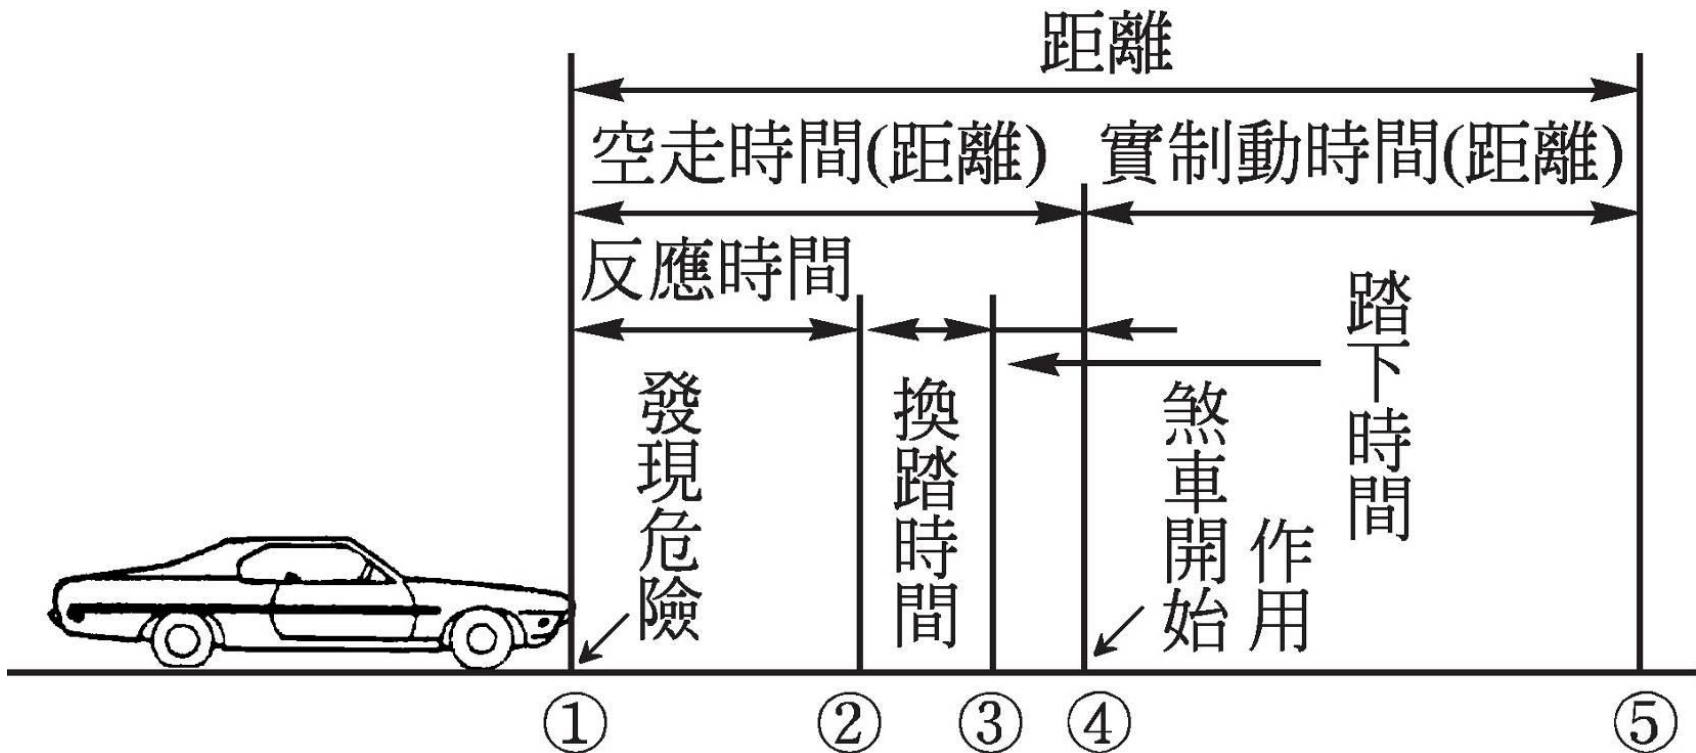 距離
空走時間(距離)
實制動時間(距離)
反應時間
發現危險
換踏時間
煞車開始
作用
踏下時間
①
②
③
④
⑤